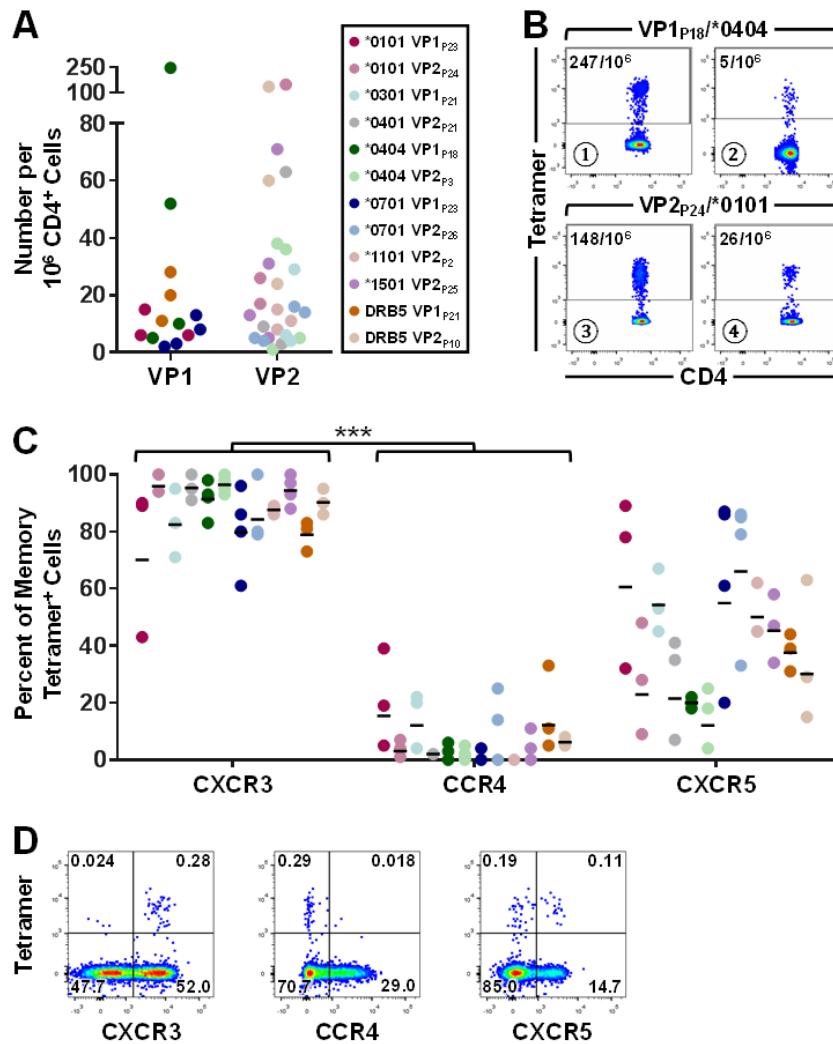 A
Number per
10⁶ CD4⁺ Cells
250
100
80
60
40
20
0
VP1
VP2
*0101 VP1P23
*0101 VP2P24
*0301 VP1P21
*0401 VP2P21
*0404 VP1P18
*0404 VP2P3
*0701 VP1P23
*0701 VP2P26
*1101 VP2P2
*1501 VP2P25
DRB5 VP1P21
DRB5 VP2P10
B
VP1P18/*0404
247/10⁶
5/10⁶
①
②
VP2P24/*0101
148/10⁶
26/10⁶
③
④
Tetramer
CD4
C
***
Percent of Memory
Tetramer⁺ Cells
100
80
60
40
20
0
CXCR3
CCR4
CXCR5
D
Tetramer
0.024
0.28
47.7
52.0
CXCR3
0.29
0.018
70.7
29.0
CCR4
0.19
0.11
85.0
14.7
CXCR5